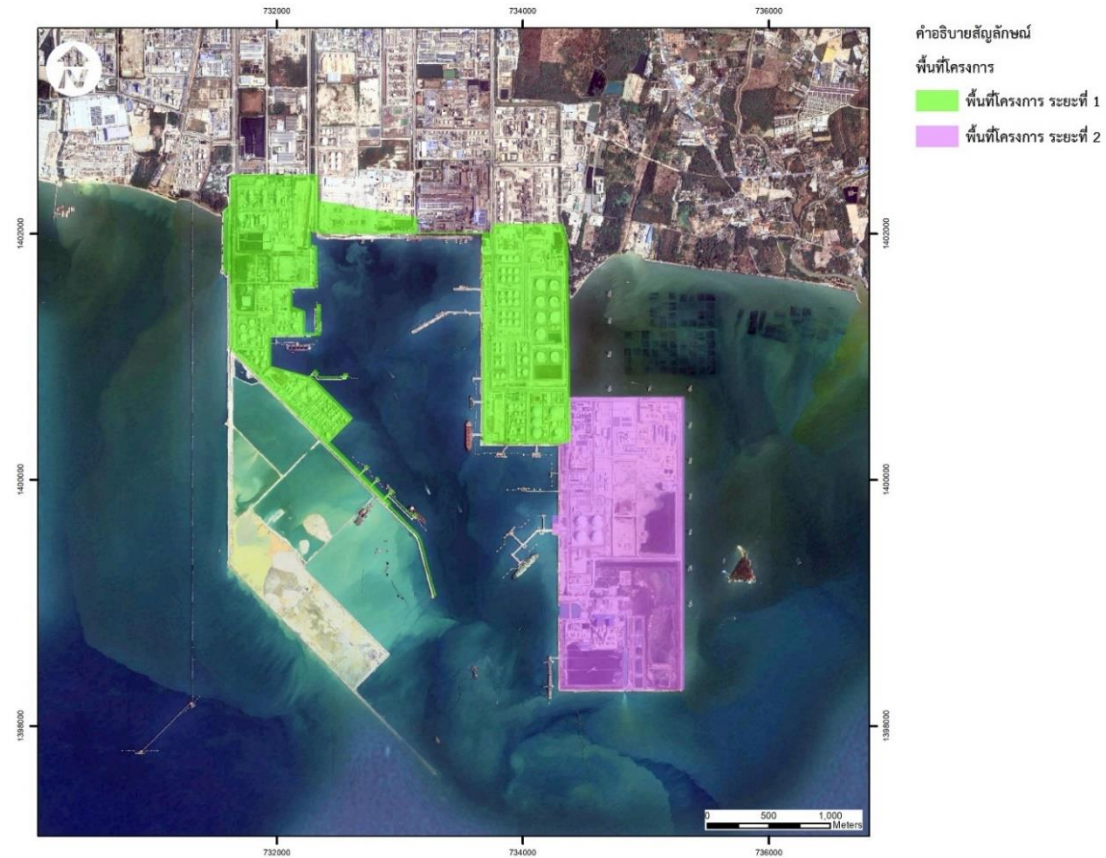 732000 734000 736000
คำอธิบายสัญลักษณ์
พื้นที่โครงการ
พื้นที่โครงการ ระยะที่ 1
พื้นที่โครงการ ระยะที่ 2
N
1402000 1402000
1400000 1400000
1398000 1398000
0 500 1,000
Meters
732000 734000 736000